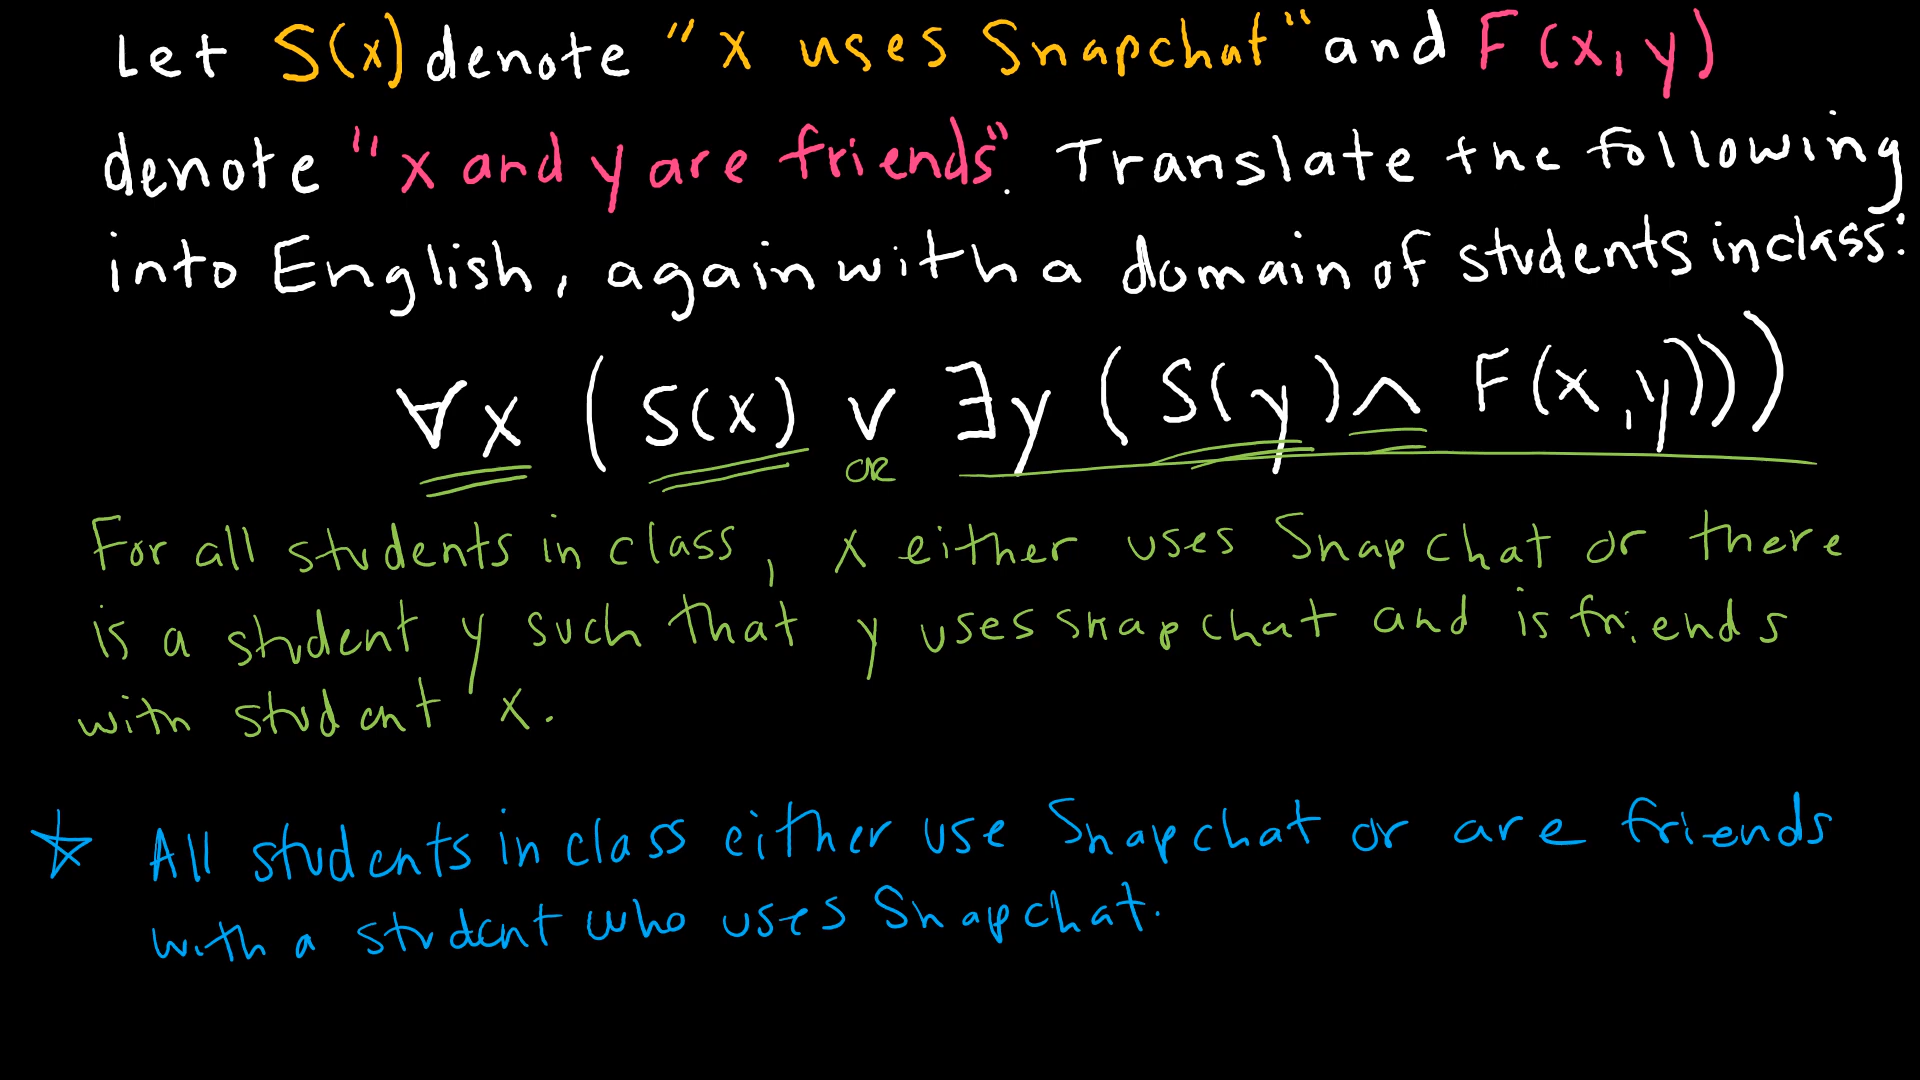 Let S(x) denote "x uses Snapchat" and F(x,y)
denote "x and y are friends". Translate the following
into English, again with a domain of students in class:
∀x (S(x) ∨ ∃y (S(y) ∧ F(x,y))))
OR
For all students in class, x either uses Snapchat or there
is a student y such that y uses snapchat and is friends
with student x.
☆ All students in class either use Snapchat or are friends
with a student who uses Snapchat.